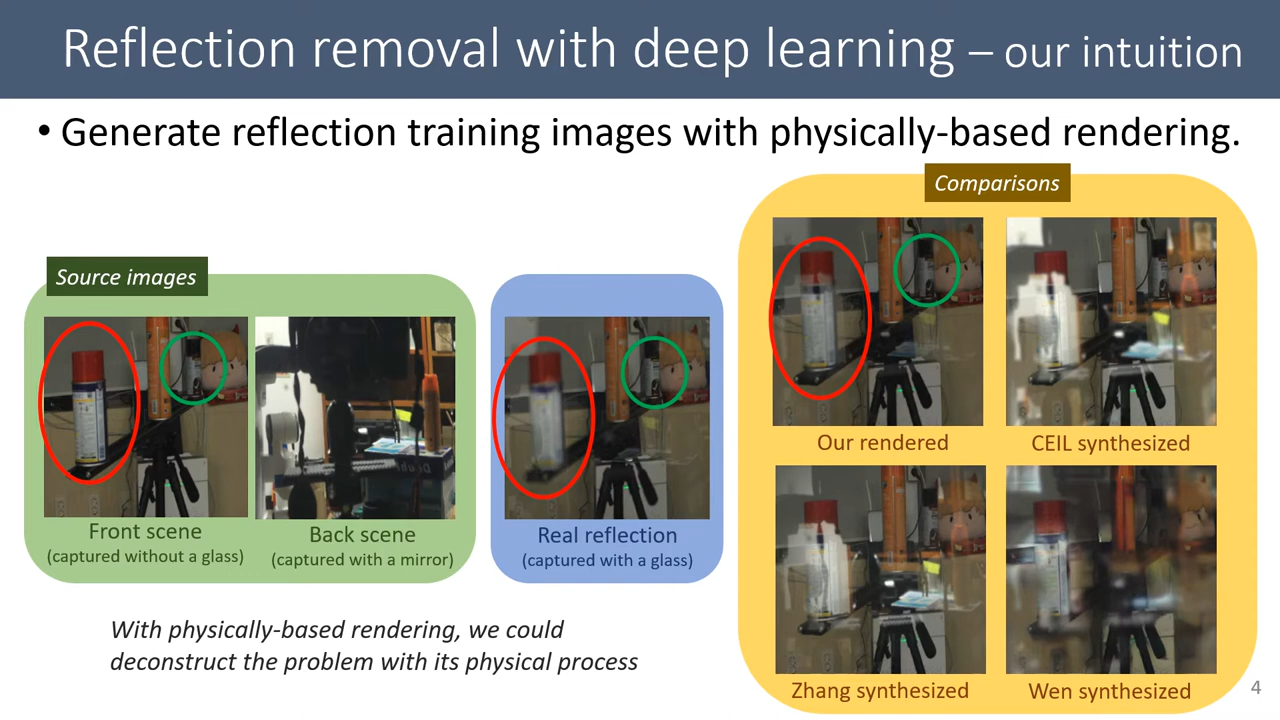 Reflection removal with deep learning – our intuition
• Generate reflection training images with physically-based rendering.
Source images
Front scene
(captured without a glass)
Back scene
(captured with a mirror)
Real reflection
(captured with a glass)
With physically-based rendering, we could
deconstruct the problem with its physical process
Comparisons
Our rendered
CEIL synthesized
Zhang synthesized
Wen synthesized
4